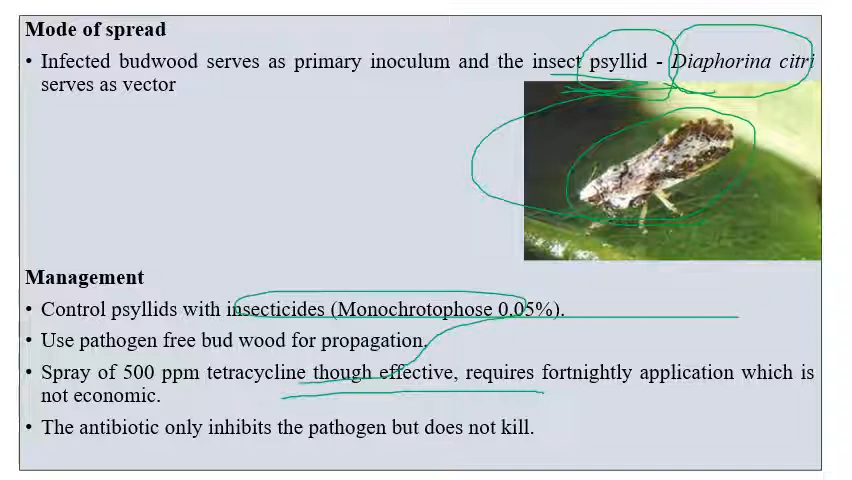 Mode of spread
• Infected budwood serves as primary inoculum and the insect psyllid - Diaphorina citri
serves as vector
Management
• Control psyllids with insecticides (Monochrotophose 0.05%).
• Use pathogen free bud wood for propagation.
• Spray of 500 ppm tetracycline though effective, requires fortnightly application which is
not economic.
• The antibiotic only inhibits the pathogen but does not kill.